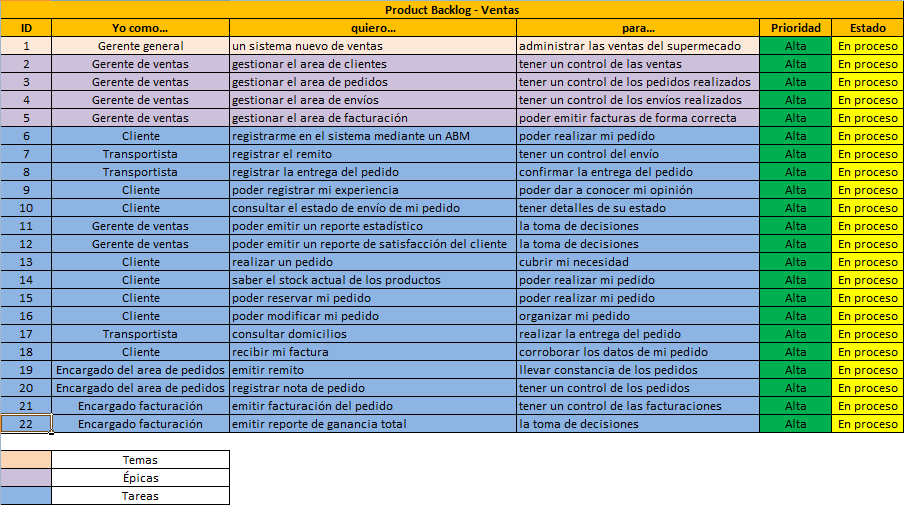 Product Backlog - Ventas
ID Yo como... quiero... para... Prioridad Estado
1 Gerente general un sistema nuevo de ventas administrar las ventas del supermecado Alta En proceso
2 Gerente de ventas gestionar el area de clientes tener un control de las ventas Alta En proceso
3 Gerente de ventas gestionar el area de pedidos tener un control de los pedidos realizados Alta En proceso
4 Gerente de ventas gestionar el area de envíos tener un control de los envíos realizados Alta En proceso
5 Gerente de ventas gestionar el area de facturación poder emitir facturas de forma correcta Alta En proceso
6 Cliente registrarme en el sistema mediante un ABM poder realizar mi pedido Alta En proceso
7 Transportista registrar el remito tener un control del envío Alta En proceso
8 Transportista registrar la entrega del pedido confirmar la entrega del pedido Alta En proceso
9 Cliente poder registrar mi experiencia poder dar a conocer mi opinión Alta En proceso
10 Cliente consultar el estado de envío de mi pedido tener detalles de su estado Alta En proceso
11 Gerente de ventas poder emitir un reporte estadístico la toma de decisiones Alta En proceso
12 Gerente de ventas poder emitir un reporte de satisfacción del cliente la toma de decisiones Alta En proceso
13 Cliente realizar un pedido cubrir mi necesidad Alta En proceso
14 Cliente saber el stock actual de los productos poder realizar mi pedido Alta En proceso
15 Cliente poder reservar mi pedido poder realizar mi pedido Alta En proceso
16 Cliente poder modificar mi pedido organizar mi pedido Alta En proceso
17 Transportista consultar domicilios realizar la entrega del pedido Alta En proceso
18 Cliente recibir mi factura corroborar los datos de mi pedido Alta En proceso
19 Encargado del area de pedidos emitir remito llevar constancia de los pedidos Alta En proceso
20 Encargado del area de pedidos registrar nota de pedido tener un control de los pedidos Alta En proceso
21 Encargado facturación emitir facturación del pedido tener un control de las facturaciones Alta En proceso
22 Encargado facturación emitir reporte de ganancia total la toma de decisiones Alta En proceso
Temas
Épicas
Tareas